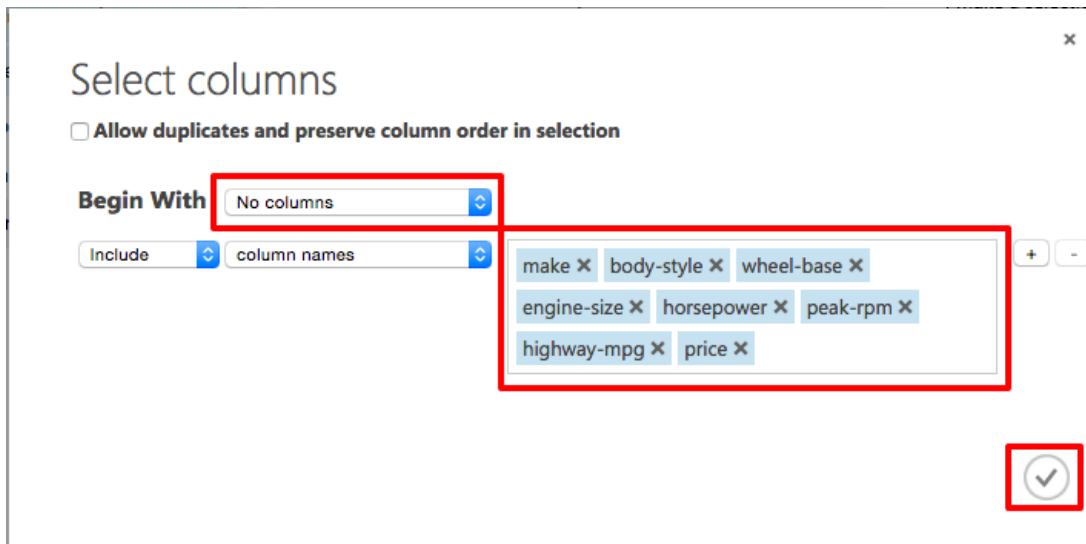 ×
Select columns
Allow duplicates and preserve column order in selection
Begin With No columns
Include column names
make × body-style × wheel-base ×
engine-size × horsepower × peak-rpm ×
highway-mpg × price ×
+ -